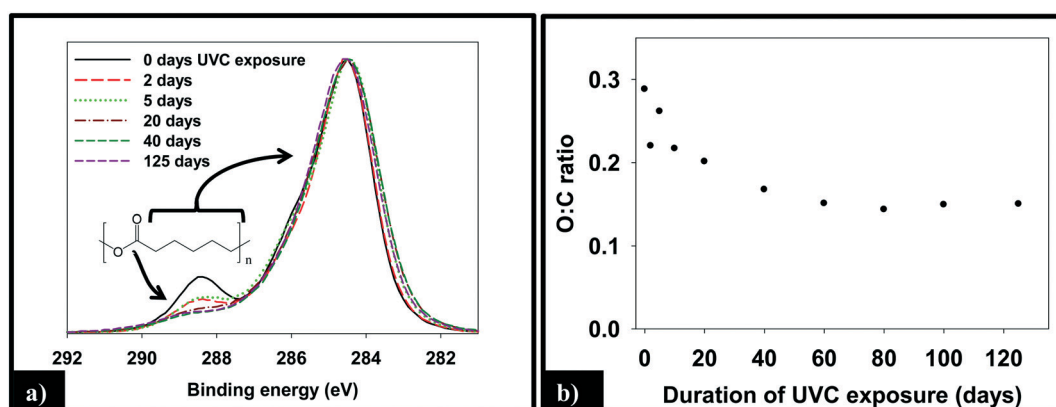 0 days UVC exposure
2 days
5 days
20 days
40 days
125 days
O
O
n
292 290 288 286 284 282
Binding energy (eV)
a)
0.3
0.2
0.1
0.0
O:C ratio
0 20 40 60 80 100 120
Duration of UVC exposure (days)
b)